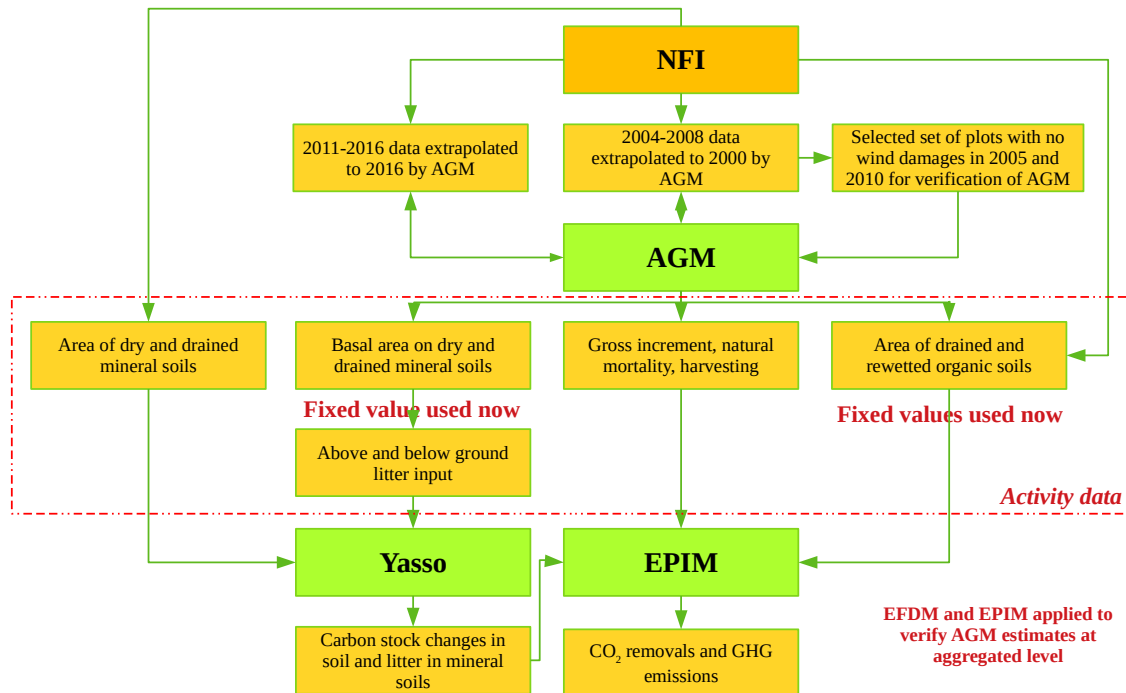 NFI
2011-2016 data extrapolated
to 2016 by AGM
2004-2008 data
extrapolated to 2000 by
AGM
Selected set of plots with no
wind damages in 2005 and
2010 for verification of AGM
AGM
Area of dry and drained
mineral soils
Basal area on dry and
drained mineral soils
Gross increment, natural
mortality, harvesting
Area of drained and
rewetted organic soils
Fixed value used now
Fixed values used now
Above and below ground
litter input
Activity data
Yasso
EPIM
Carbon stock changes in
soil and litter in mineral
soils
CO₂ removals and GHG
emissions
EFDM and EPIM applied to
verify AGM estimates at
aggregated level